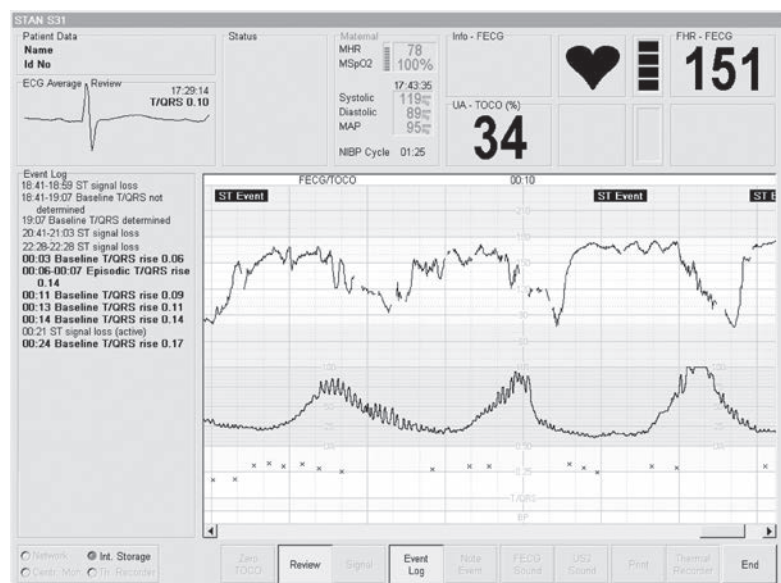 STAN S31
Patient Data
Name
Id No
ECG Average - Review
17:29:14
T/QRS 0.10
Status
Maternal
MHR 78
MSpO2 100%
17:43:35
Systolic 119
Diastolic 89
MAP 95
NIBP Cycle 01:25
Info - FECG
UA - TOCO (%)
34
FHR - FECG
151
Event Log
18:41-18:59 ST signal loss
18:41-19:07 Baseline T/QRS not
determined
19:07 Baseline T/QRS determined
20:41-21:03 ST signal loss
22:28-22:28 ST signal loss
00:03 Baseline T/QRS rise 0.06
00:06-00:07 Episodic T/QRS rise
0.14
00:11 Baseline T/QRS rise 0.09
00:13 Baseline T/QRS rise 0.11
00:14 Baseline T/QRS rise 0.14
00:21 ST signal loss (active)
00:24 Baseline T/QRS rise 0.17
FECG/TOCO 00:10
ST Event ST Event ST E
T/QRS
BP
Network Int. Storage
Centr. Mon. Th. Recorder
Zero TOCO
Review
Signal
Event Log
Note Event
FECG Sound
US2 Sound
Print
Thermal Recorder
End